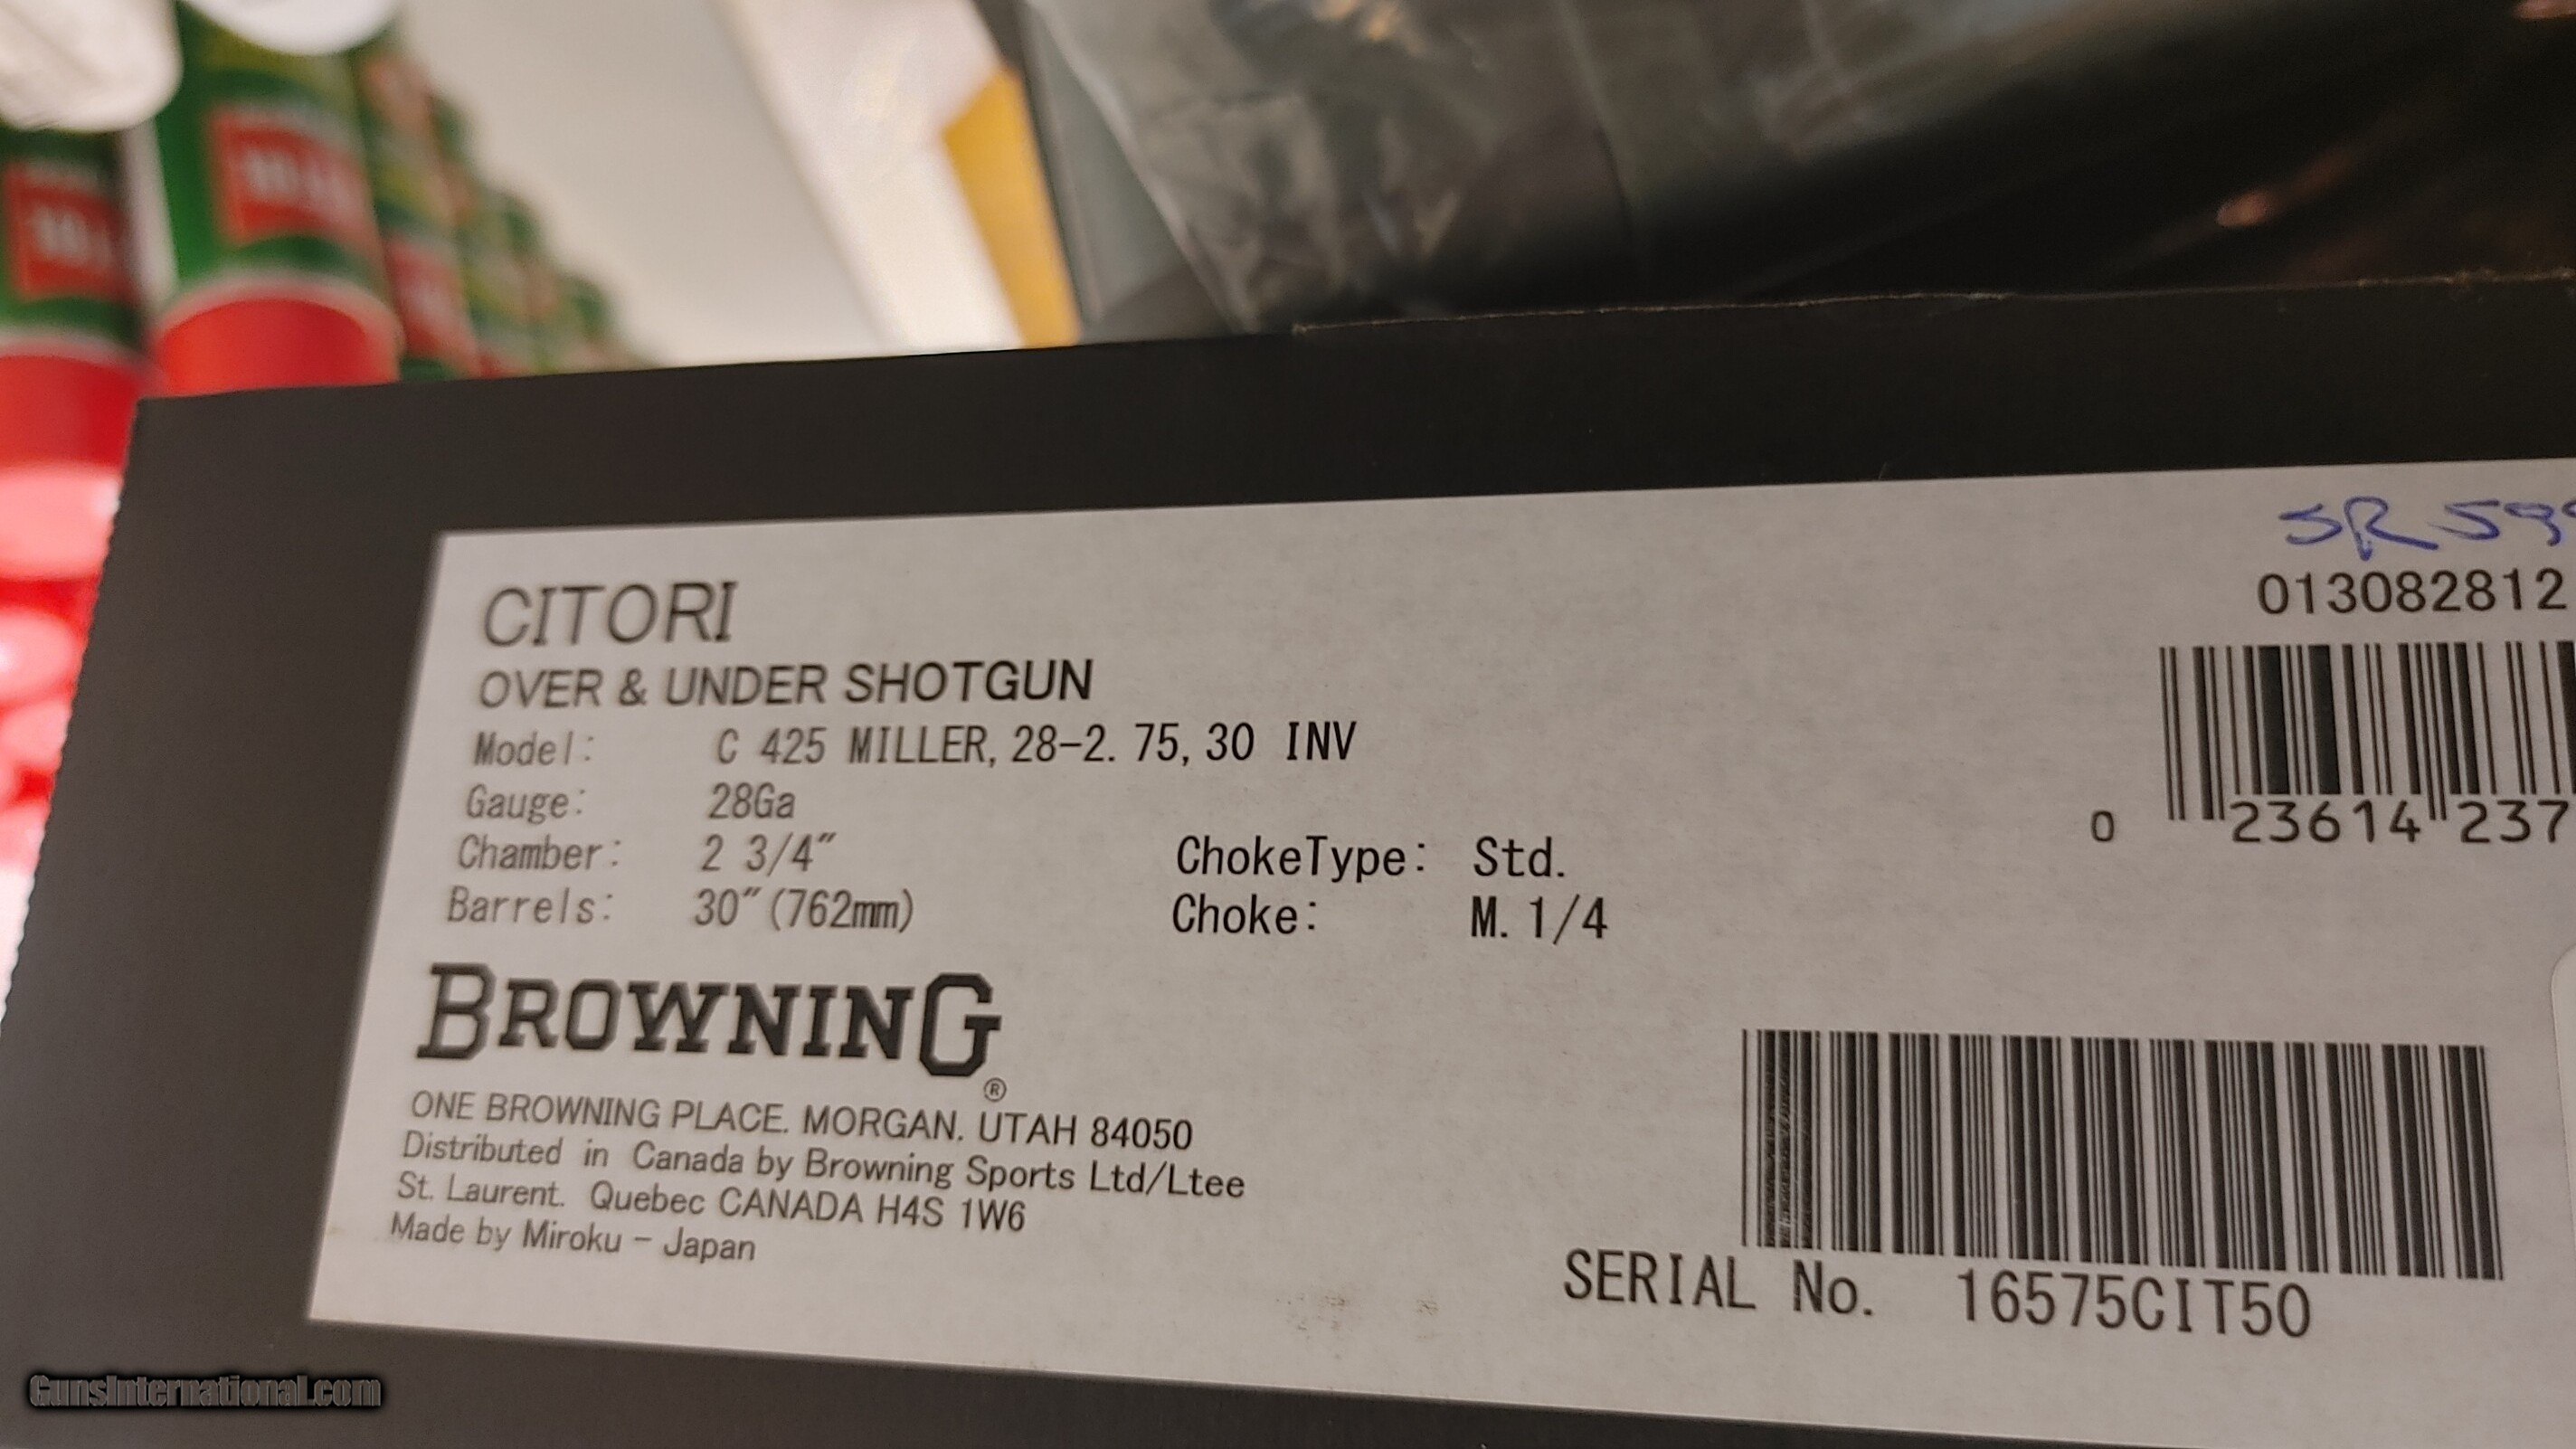 SR 59
013082812
CITORI
OVER & UNDER SHOTGUN
Model: C 425 MILLER, 28-2. 75, 30 INV
Gauge: 28Ga
Chamber: 2 3/4" ChokeType: Std.
Barrels: 30"(762mm) Choke: M. 1/4
0 23614 237
BROWNING®
ONE BROWNING PLACE. MORGAN. UTAH 84050
Distributed in Canada by Browning Sports Ltd/Ltee
St. Laurent. Quebec CANADA H4S 1W6
Made by Miroku - Japan
SERIAL No. 16575CIT50
GunsInternational.com